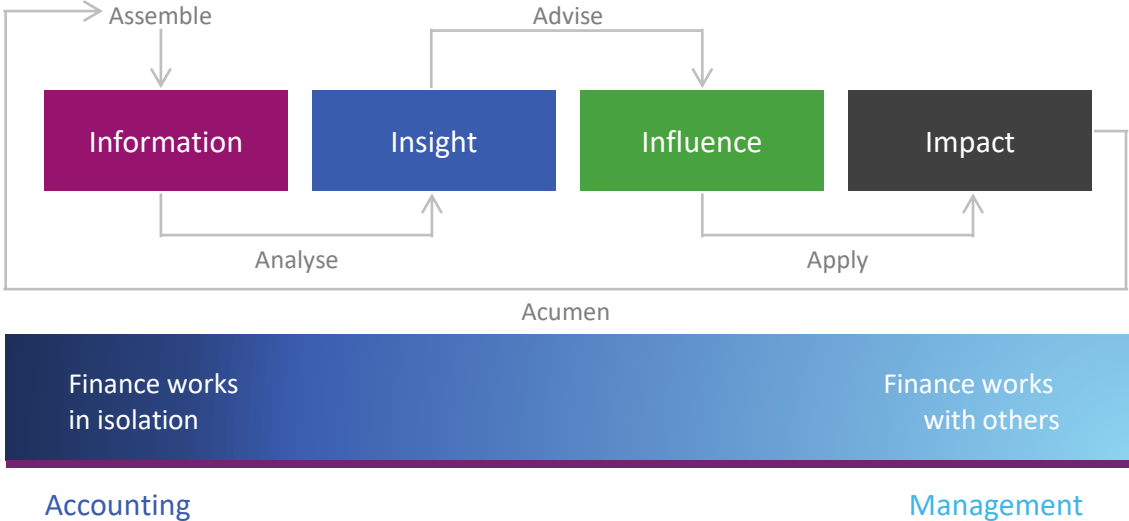 Assemble
Advise
Information
Insight
Influence
Impact
Analyse
Apply
Acumen
Finance works
in isolation
Finance works
with others
Accounting
Management